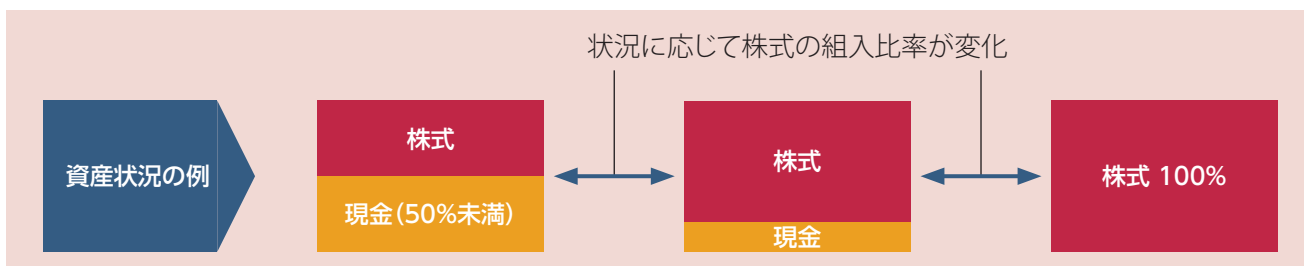 状況に応じて株式の組入比率が変化
資産状況の例
株式
現金（50%未満）
株式
現金
株式 100%